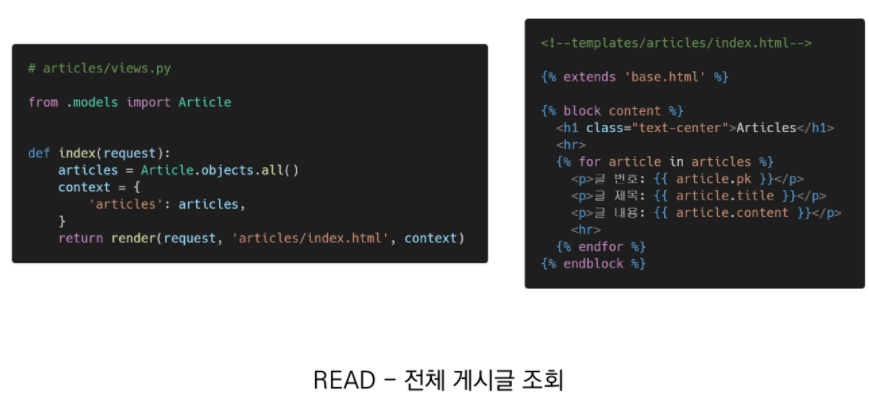 # articles/views.py
from .models import Article
def index(request):
    articles = Article.objects.all()
    context = {
        'articles': articles,
    }
    return render(request, 'articles/index.html', context)
<!--templates/articles/index.html-->
{% extends 'base.html' %}
{% block content %}
  <h1 class="text-center">Articles</h1>
  <hr>
  {% for article in articles %}
    <p>글 번호: {{ article.pk }}</p>
    <p>글 제목: {{ article.title }}</p>
    <p>글 내용: {{ article.content }}</p>
    <hr>
  {% endfor %}
{% endblock %}
READ - 전체 게시글 조회